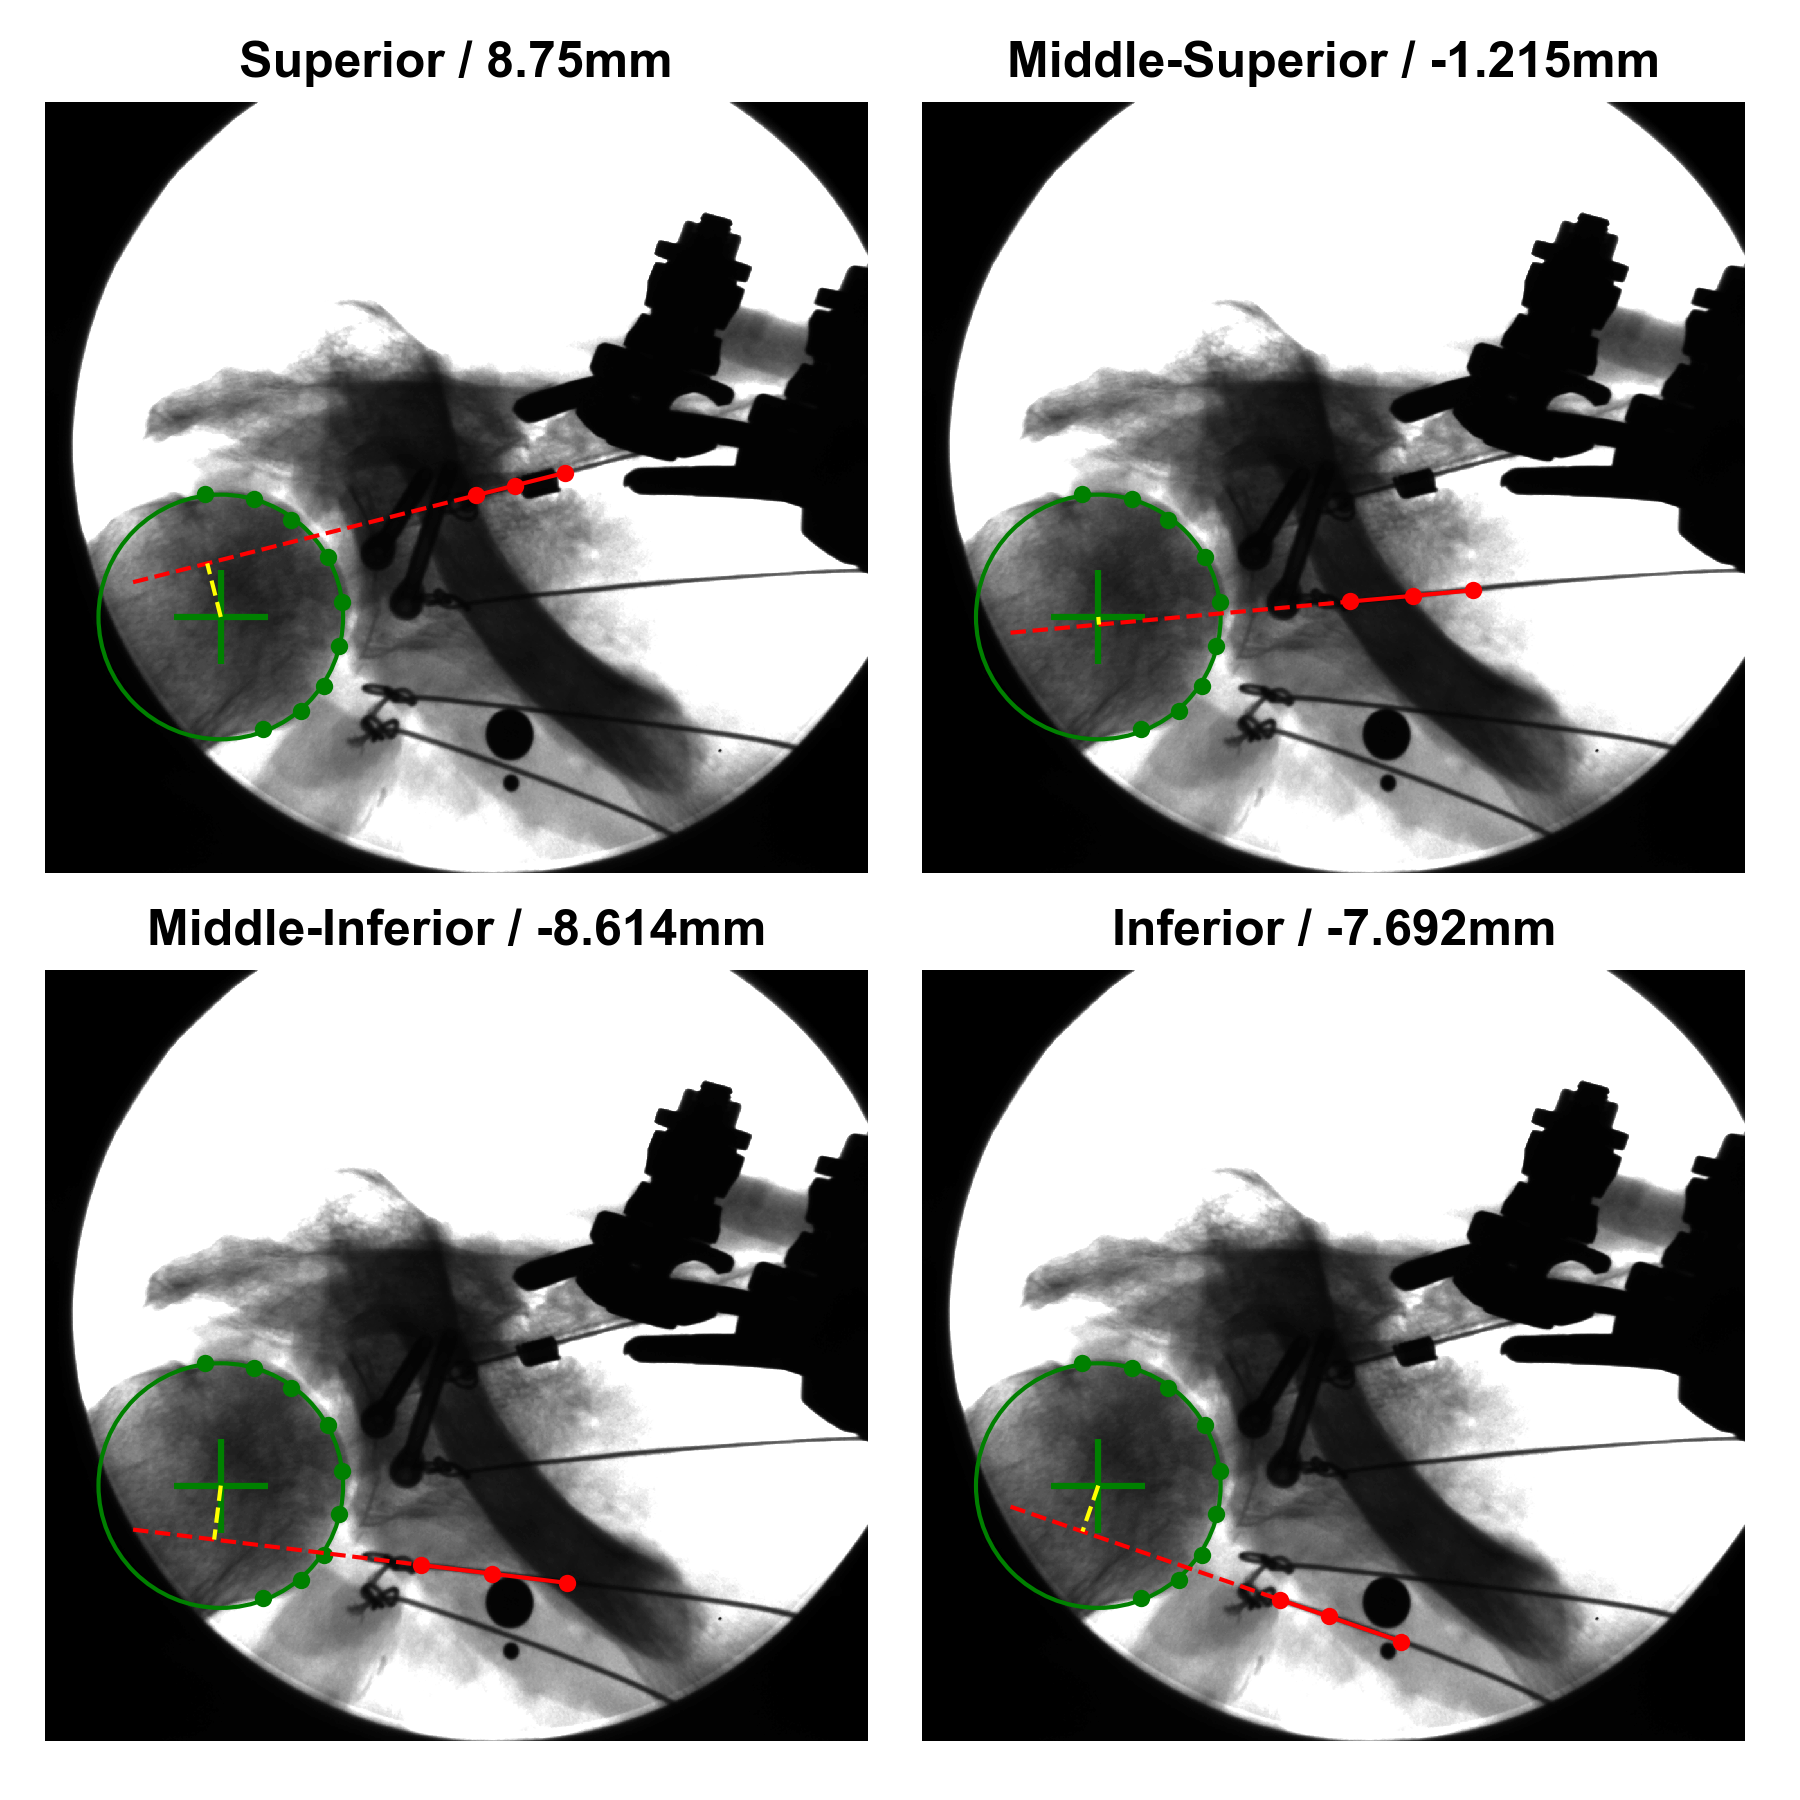 Superior / 8.75mm
Middle-Superior / -1.215mm
Middle-Inferior / -8.614mm
Inferior / -7.692mm